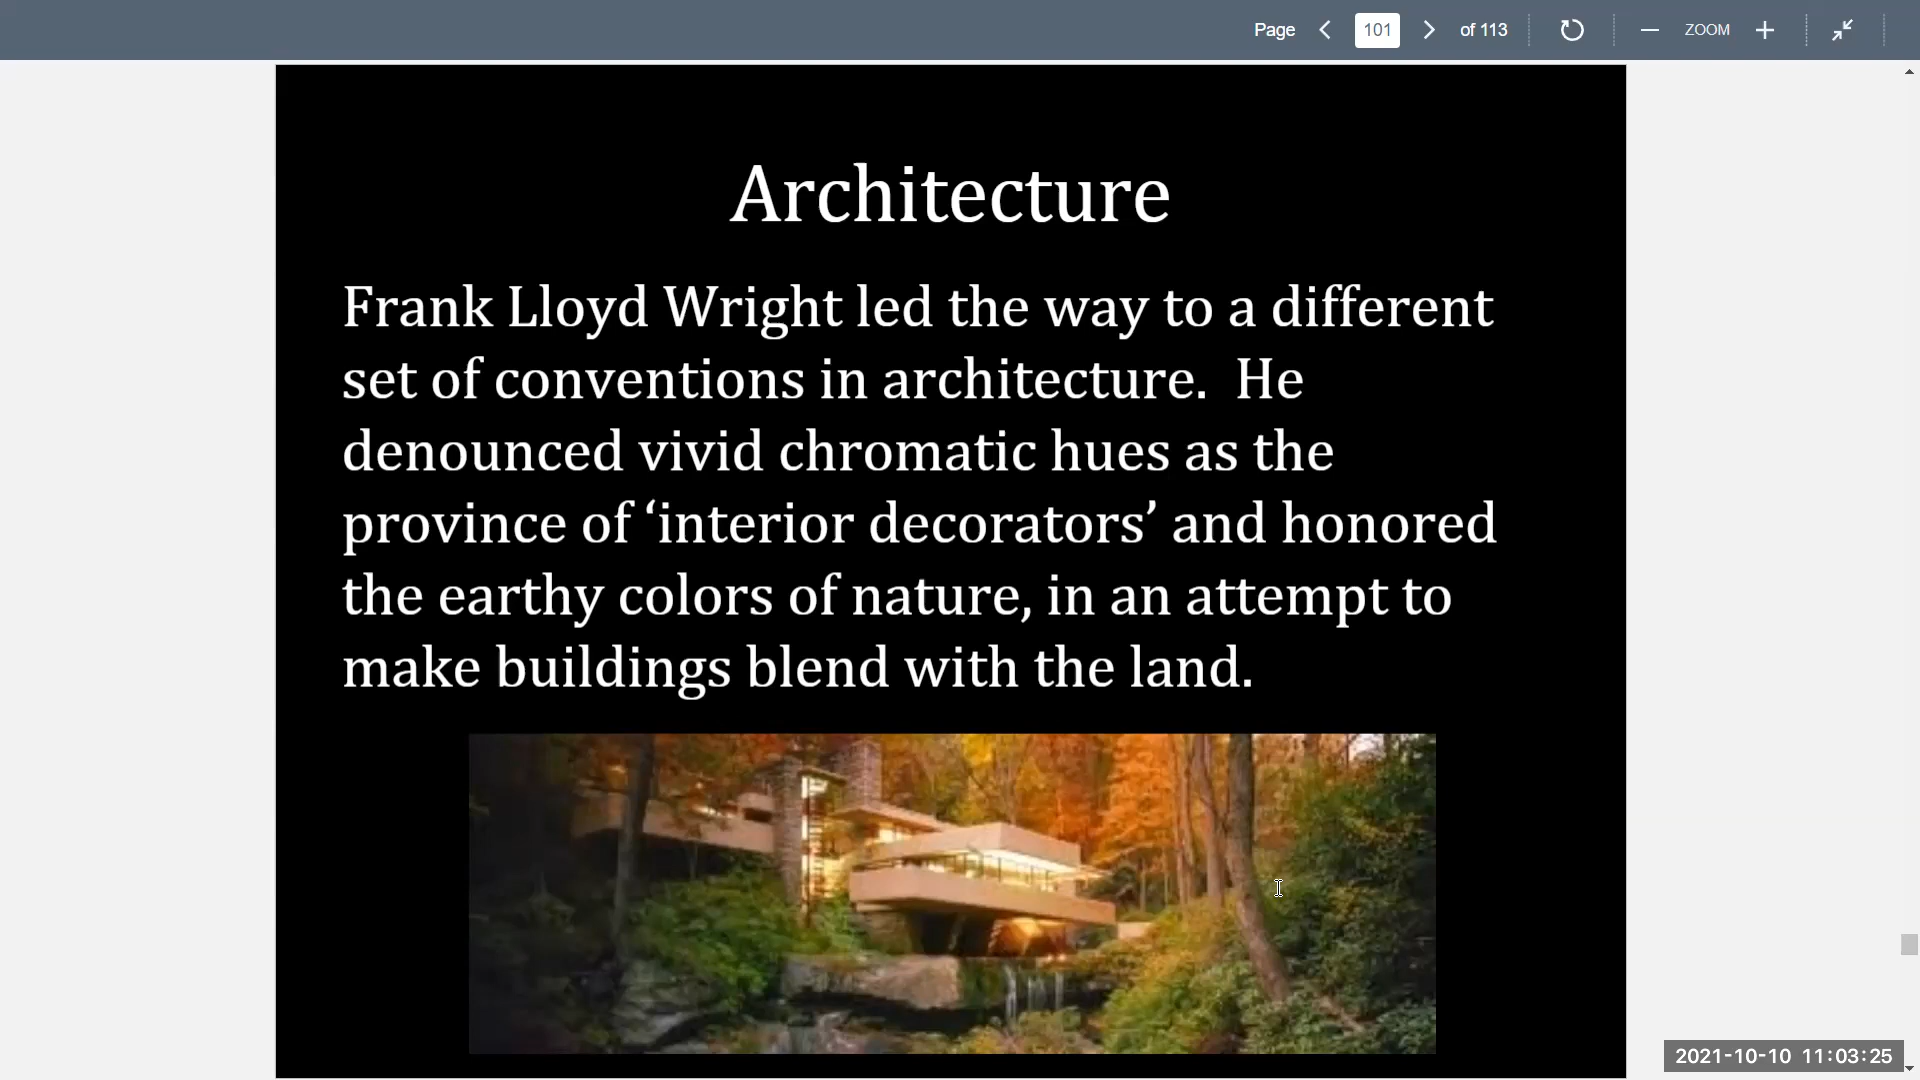 Page 101 of 113 ZOOM
Architecture
Frank Lloyd Wright led the way to a different
set of conventions in architecture.  He
denounced vivid chromatic hues as the
province of ‘interior decorators’ and honored
the earthy colors of nature, in an attempt to
make buildings blend with the land.
2021-10-10 11:03:25